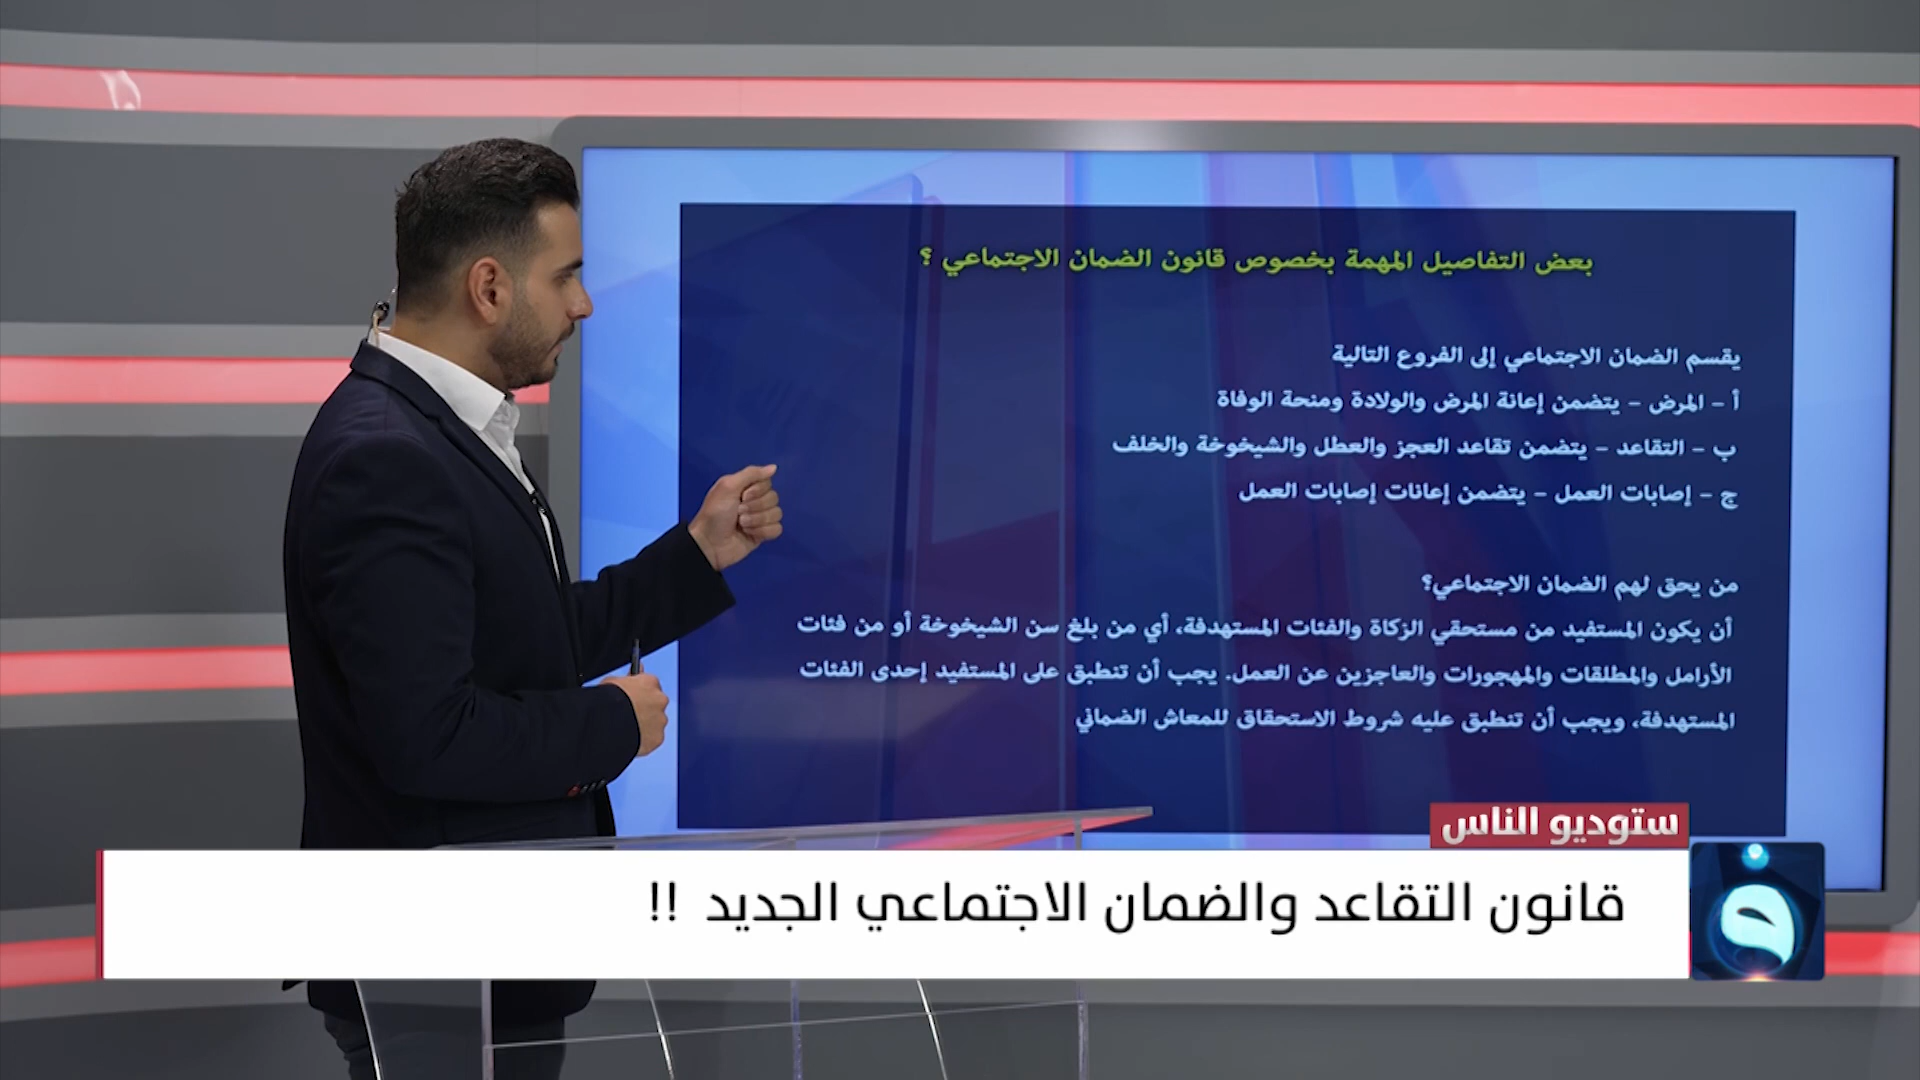 بعض التفاصيل المهمة بخصوص قانون الضمان الاجتماعي ؟
يقسم الضمان الاجتماعي إلى الفروع التالية
أ – المرض – يتضمن إعانة المرض والولادة ومنحة الوفاة
ب – التقاعد – يتضمن تقاعد العجز والعطل والشيخوخة والخلف
ج – إصابات العمل – يتضمن إعانات إصابات العمل
من يحق لهم الضمان الاجتماعي؟
أن يكون المستفيد من مستحقي الزكاة والفئات المستهدفة، أي من بلغ سن الشيخوخة أو من فئات
الأرامل والمطلقات والمهجورات والعاجزين عن العمل. يجب أن تنطبق على المستفيد إحدى الفئات
المستهدفة، ويجب أن تنطبق عليه شروط الاستحقاق للمعاش الضماني
ستوديو الناس
قانون التقاعد والضمان الاجتماعي الجديد !!